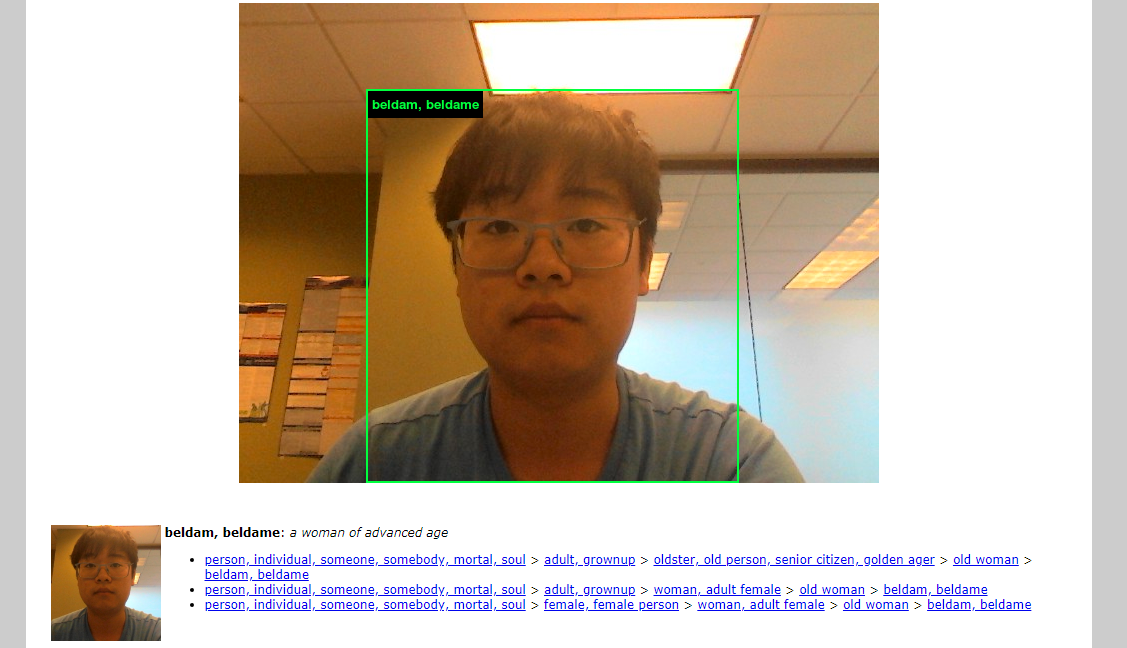 beldam, beldame
beldam, beldame: a woman of advanced age
person, individual, someone, somebody, mortal, soul > adult, grownup > oldster, old person, senior citizen, golden ager > old woman >
beldam, beldame
person, individual, someone, somebody, mortal, soul > adult, grownup > woman, adult female > old woman > beldam, beldame
person, individual, someone, somebody, mortal, soul > female, female person > woman, adult female > old woman > beldam, beldame